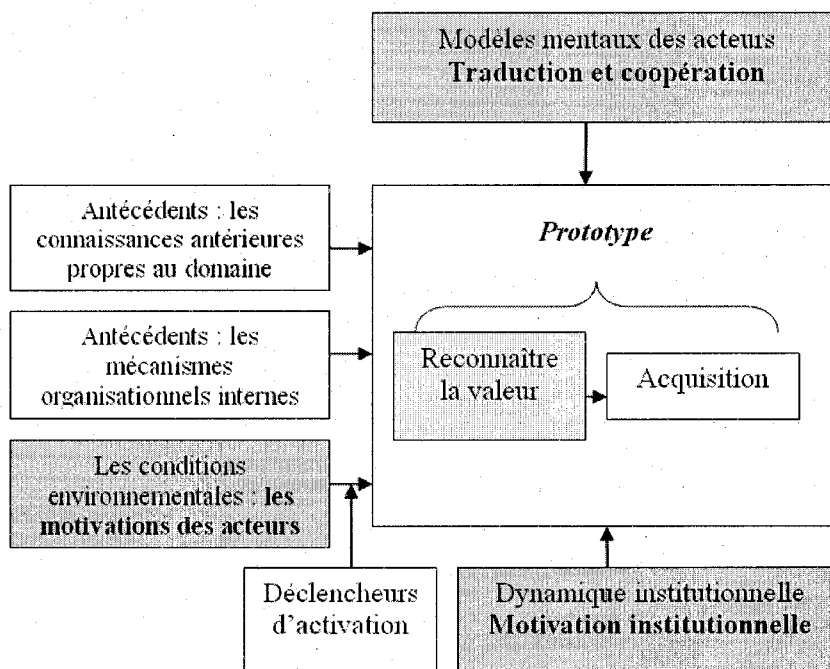 Modèles mentaux des acteurs
Traduction et coopération
Antécédents : les
connaissances antérieures
propres au domaine
Prototype
Antécédents : les
mécanismes
organisationnels internes
Reconnaître
la valeur
Acquisition
Les conditions
environnementales : les
motivations des acteurs
Déclencheurs
d’activation
Dynamique institutionnelle
Motivation institutionnelle